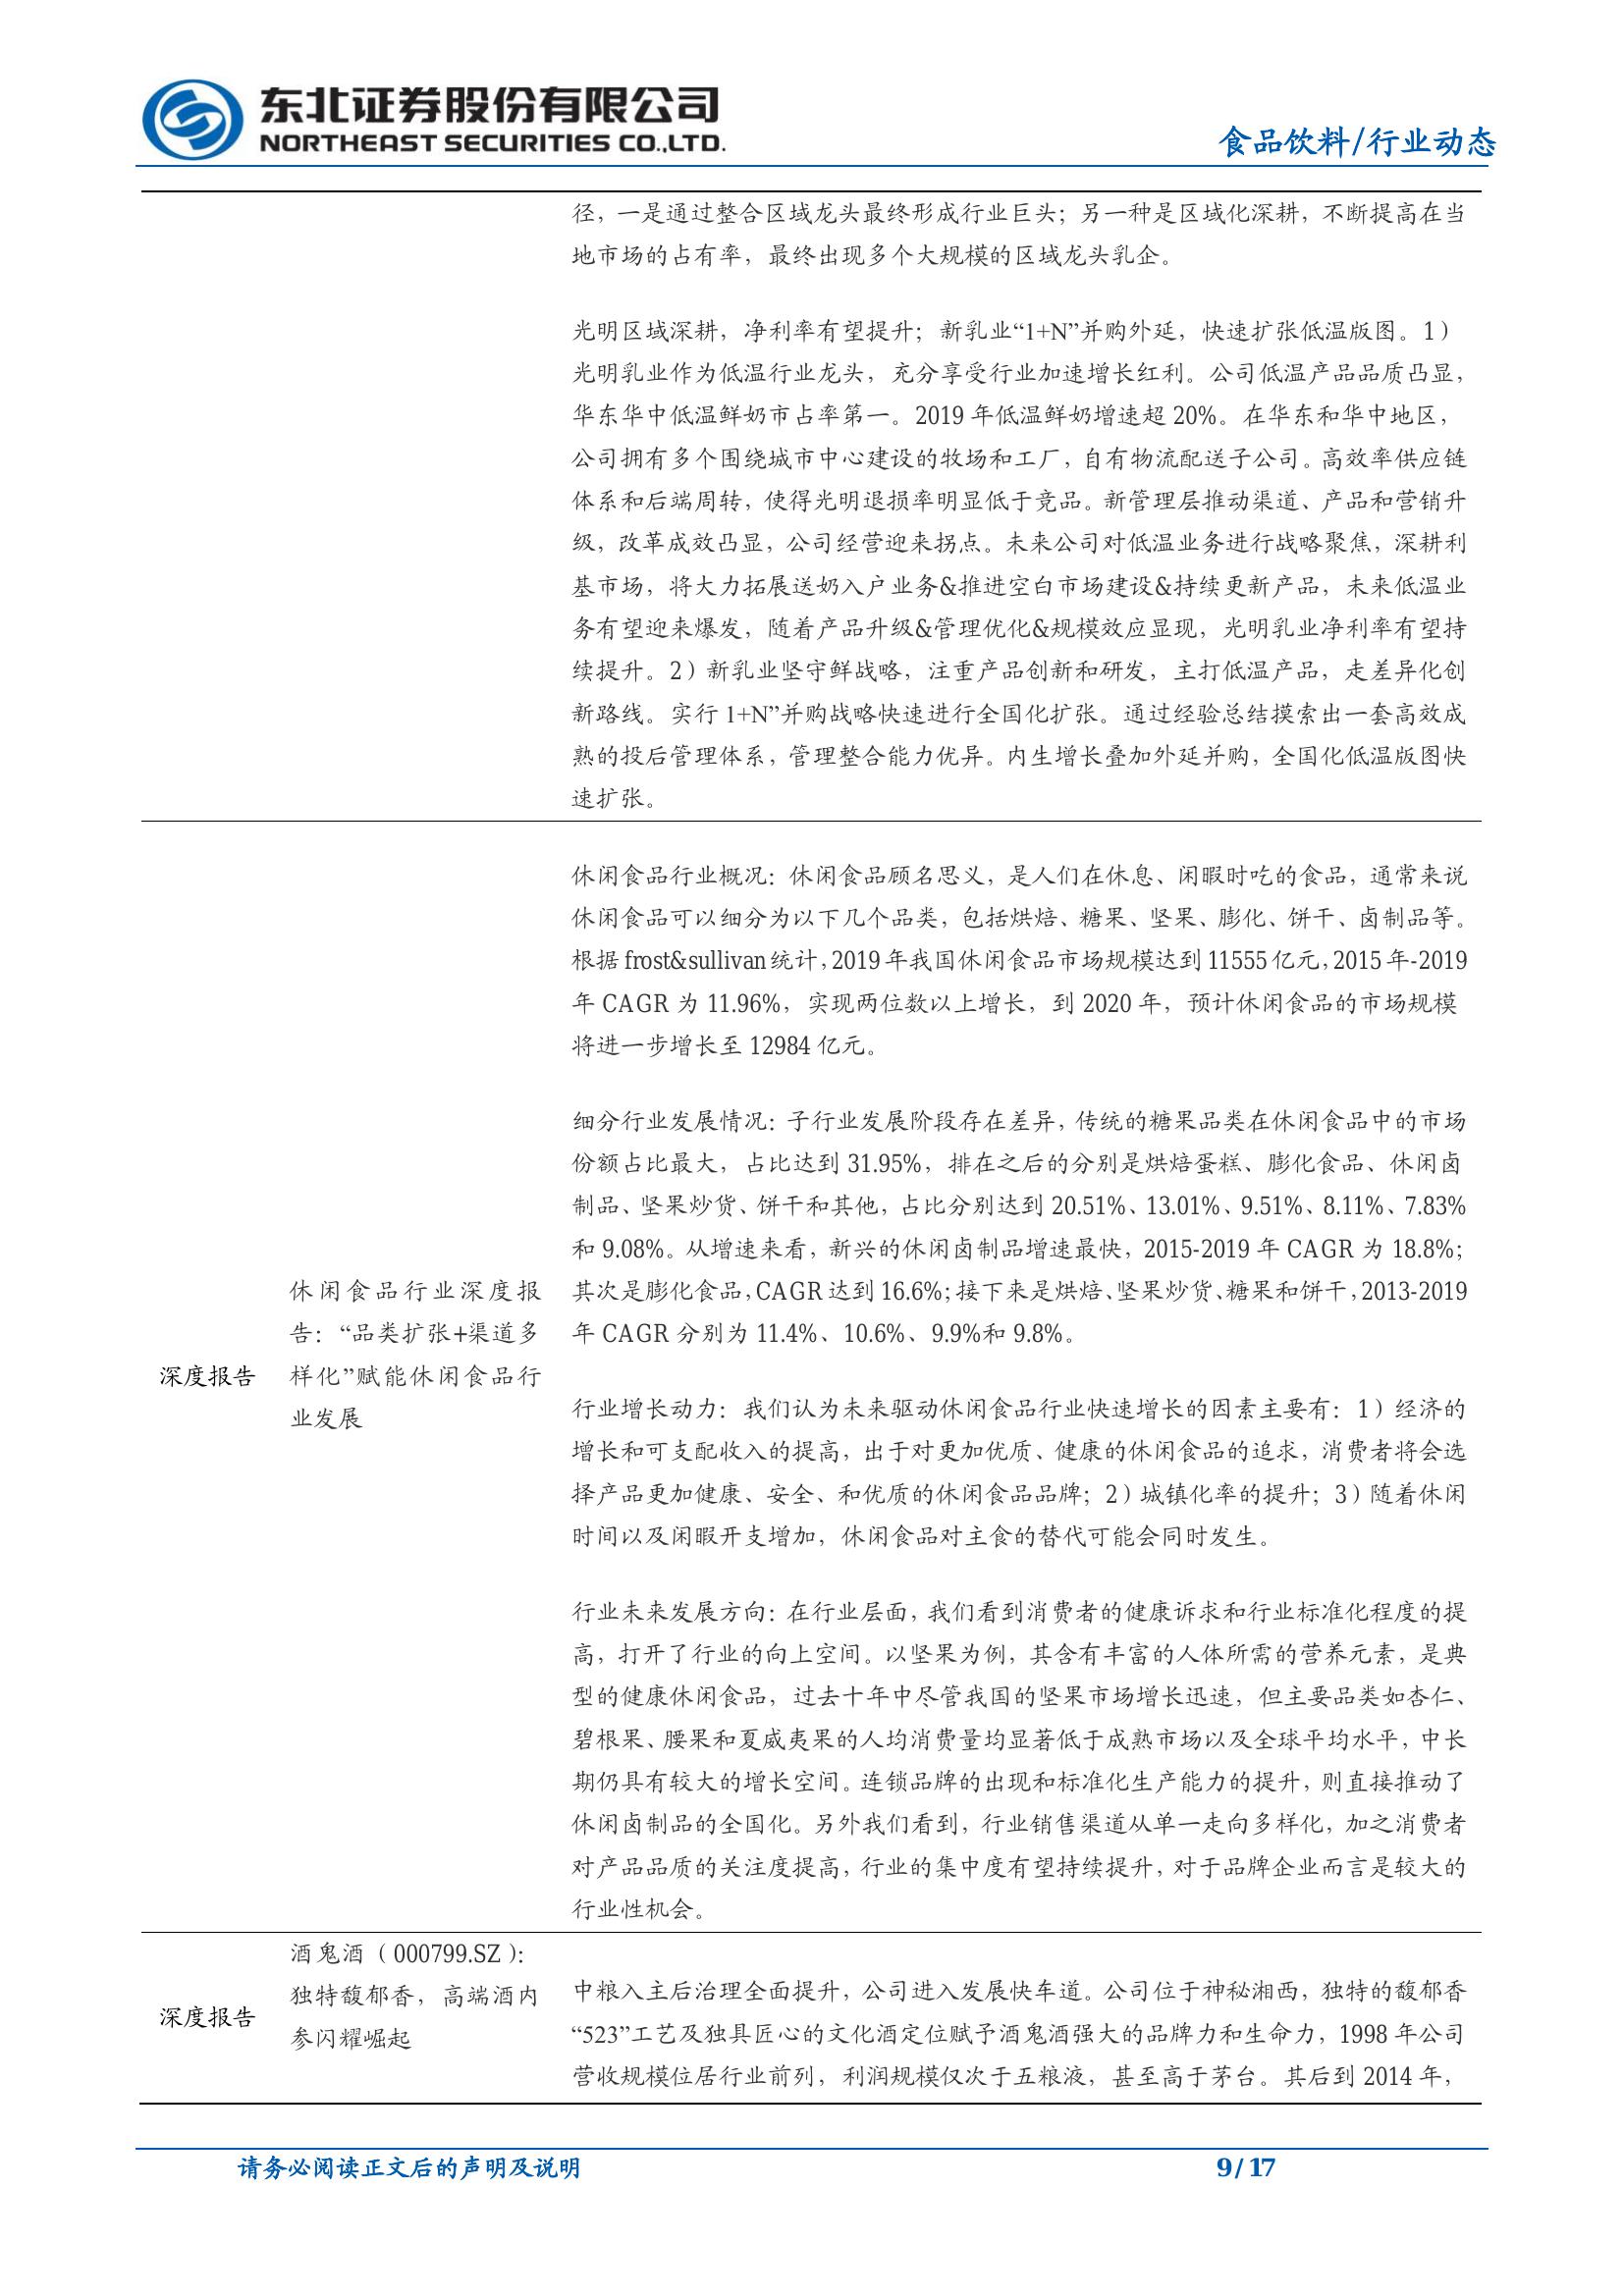 东北证券股份有限公司
NORTHEAST SECURITIES CO.,LTD.
食品饮料/行业动态
径，一是通过整合区域龙头最终形成行业巨头；另一种是区域化深耕，不断提高在当
地市场的占有率，最终出现多个大规模的区域龙头乳企。
光明区域深耕，净利率有望提升；新乳业“1+N”并购外延，快速扩张低温版图。1）
光明乳业作为低温行业龙头，充分享受行业加速增长红利。公司低温产品品质凸显，
华东华中低温鲜奶市占率第一。2019 年低温鲜奶增速超 20%。在华东和华中地区，
公司拥有多个围绕城市中心建设的牧场和工厂，自有物流配送子公司。高效率供应链
体系和后端周转，使得光明退损率明显低于竞品。新管理层推动渠道、产品和营销升
级，改革成效凸显，公司经营迎来拐点。未来公司对低温业务进行战略聚焦，深耕利
基市场，将大力拓展送奶入户业务&推进空白市场建设&持续更新产品，未来低温业
务有望迎来爆发，随着产品升级&管理优化&规模效应显现，光明乳业净利率有望持
续提升。2）新乳业坚守鲜战略，注重产品创新和研发，主打低温产品，走差异化创
新路线。实行 1+N”并购战略快速进行全国化扩张。通过经验总结摸索出一套高效成
熟的投后管理体系，管理整合能力优异。内生增长叠加外延并购，全国化低温版图快
速扩张。
深度报告
休闲食品行业深度报
告：“品类扩张+渠道多
样化”赋能休闲食品行
业发展
休闲食品行业概况：休闲食品顾名思义，是人们在休息、闲暇时吃的食品，通常来说
休闲食品可以细分为以下几个品类，包括烘焙、糖果、坚果、膨化、饼干、卤制品等。
根据 frost&sullivan 统计，2019 年我国休闲食品市场规模达到 11555 亿元，2015 年-2019
年 CAGR 为 11.96%，实现两位数以上增长，到 2020 年，预计休闲食品的市场规模
将进一步增长至 12984 亿元。
细分行业发展情况：子行业发展阶段存在差异，传统的糖果品类在休闲食品中的市场
份额占比最大，占比达到 31.95%，排在之后的分别是烘焙蛋糕、膨化食品、休闲卤
制品、坚果炒货、饼干和其他，占比分别达到 20.51%、13.01%、9.51%、8.11%、7.83%
和 9.08%。从增速来看，新兴的休闲卤制品增速最快，2015-2019 年 CAGR 为 18.8%；
其次是膨化食品，CAGR 达到 16.6%；接下来是烘焙、坚果炒货、糖果和饼干，2013-2019
年 CAGR 分别为 11.4%、10.6%、9.9%和 9.8%。
行业增长动力：我们认为未来驱动休闲食品行业快速增长的因素主要有：1）经济的
增长和可支配收入的提高，出于对更加优质、健康的休闲食品的追求，消费者将会选
择产品更加健康、安全、和优质的休闲食品品牌；2）城镇化率的提升；3）随着休闲
时间以及闲暇开支增加，休闲食品对主食的替代可能会同时发生。
行业未来发展方向：在行业层面，我们看到消费者的健康诉求和行业标准化程度的提
高，打开了行业的向上空间。以坚果为例，其含有丰富的人体所需的营养元素，是典
型的健康休闲食品，过去十年中尽管我国的坚果市场增长迅速，但主要品类如杏仁、
碧根果、腰果和夏威夷果的人均消费量均显著低于成熟市场以及全球平均水平，中长
期仍具有较大的增长空间。连锁品牌的出现和标准化生产能力的提升，则直接推动了
休闲卤制品的全国化。另外我们看到，行业销售渠道从单一走向多样化，加之消费者
对产品品质的关注度提高，行业的集中度有望持续提升，对于品牌企业而言是较大的
行业性机会。
深度报告
酒鬼酒（000799.SZ）：
独特馥郁香，高端酒内
参闪耀崛起
中粮入主后治理全面提升，公司进入发展快车道。公司位于神秘湘西，独特的馥郁香
“523”工艺及独具匠心的文化酒定位赋予酒鬼酒强大的品牌力和生命力，1998 年公司
营收规模位居行业前列，利润规模仅次于五粮液，甚至高于茅台。其后到 2014 年，
请务必阅读正文后的声明及说明
9 / 17